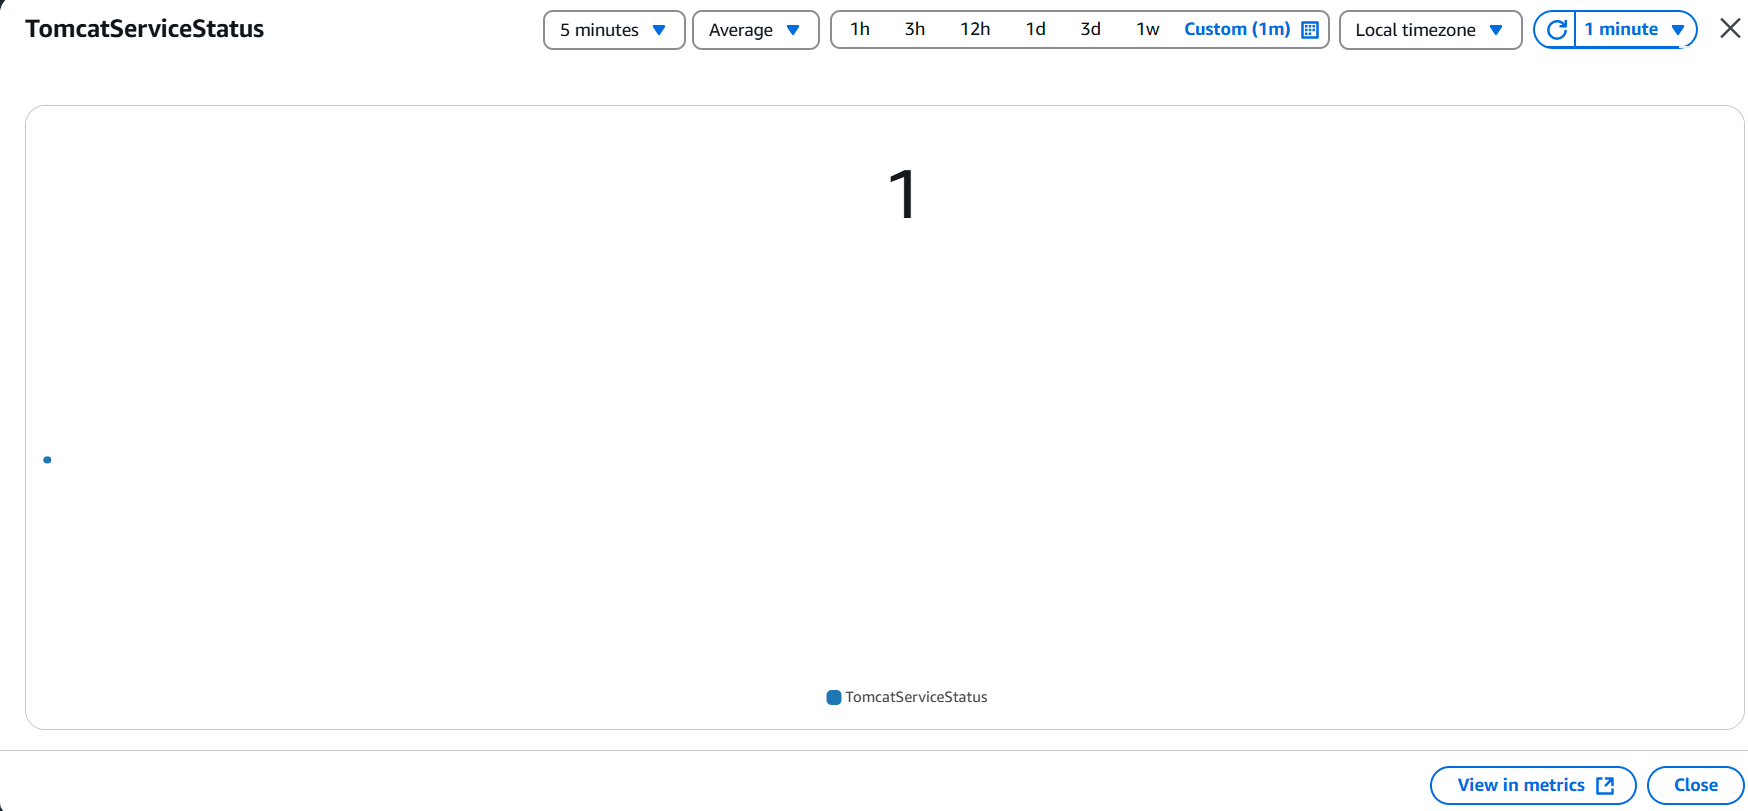 TomcatServiceStatus
5 minutes
Average
1h 3h 12h 1d 3d 1w Custom (1m)
Local timezone
1 minute
1
TomcatServiceStatus
View in metrics
Close